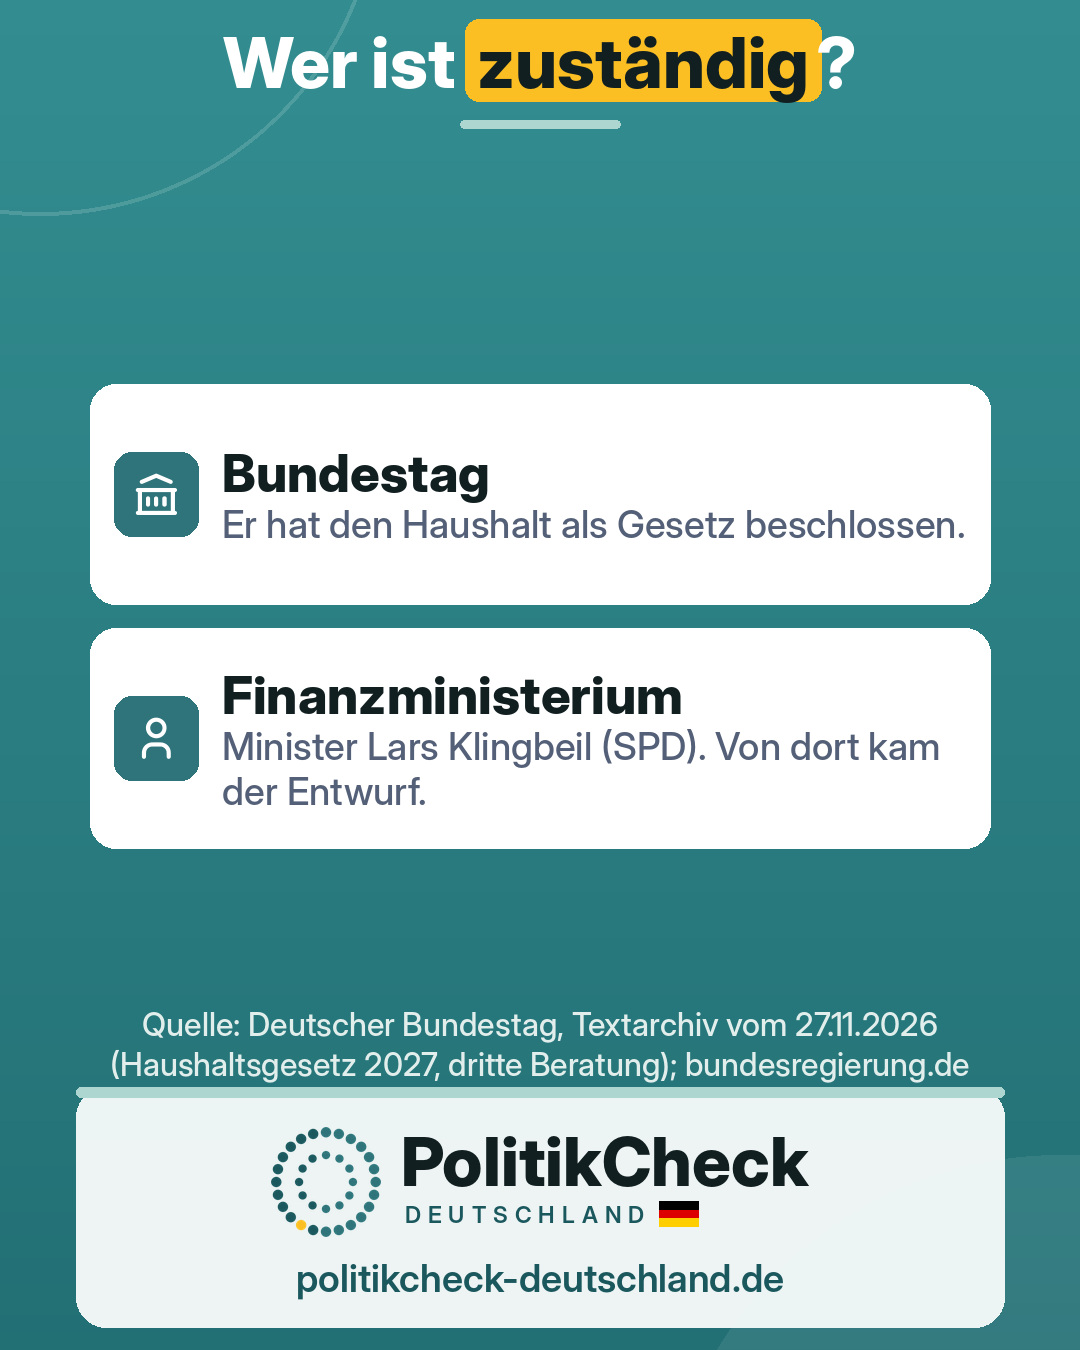 Wer ist zuständig?
Bundestag
Er hat den Haushalt als Gesetz beschlossen.
Finanzministerium
Minister Lars Klingbeil (SPD). Von dort kam
der Entwurf.
Quelle: Deutscher Bundestag, Textarchiv vom 27.11.2026
(Haushaltsgesetz 2027, dritte Beratung); bundesregierung.de
PolitikCheck
DEUTSCHLAND
politikcheck-deutschland.de